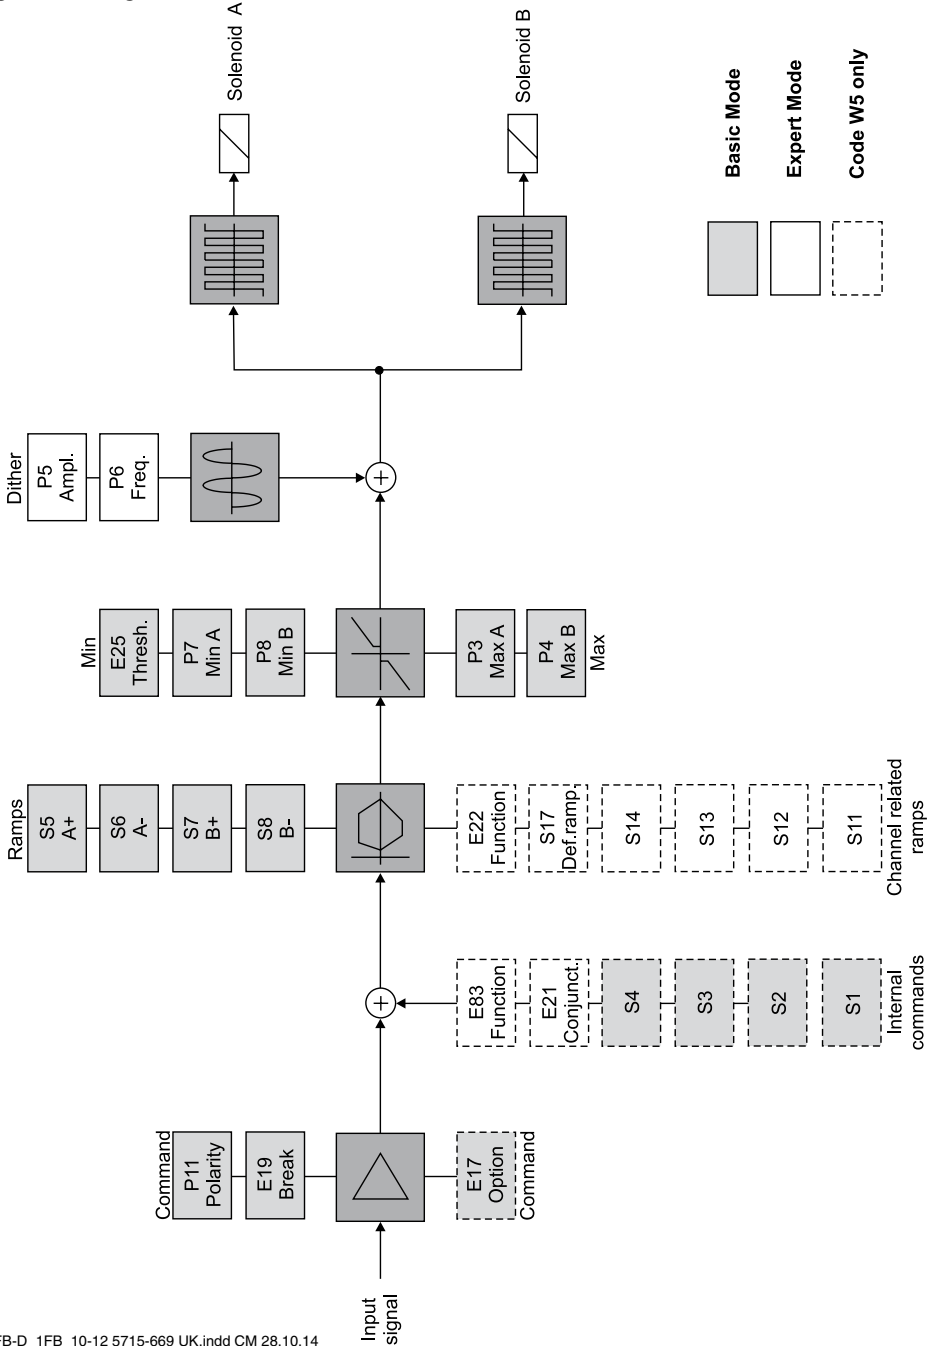 Input
signal
Command
P11
Polarity
E19
Break
E17
Option
Command
E83
Function
E21
Conjunct.
S4
S3
S2
S1
Internal
commands
Ramps
S5
A+
S6
A-
S7
B+
S8
B-
E22
Function
S17
Def.ramp.
S14
S13
S12
S11
Channel related
ramps
Min
E25
Thresh.
P7
Min A
P8
Min B
P3
Max A
P4
Max B
Max
Dither
P5
Ampl.
P6
Freq.
+
+
Solenoid A
Solenoid B
Basic Mode
Expert Mode
Code W5 only
FB-D_1FB_10-12 5715-669 UK.indd CM 28.10.14